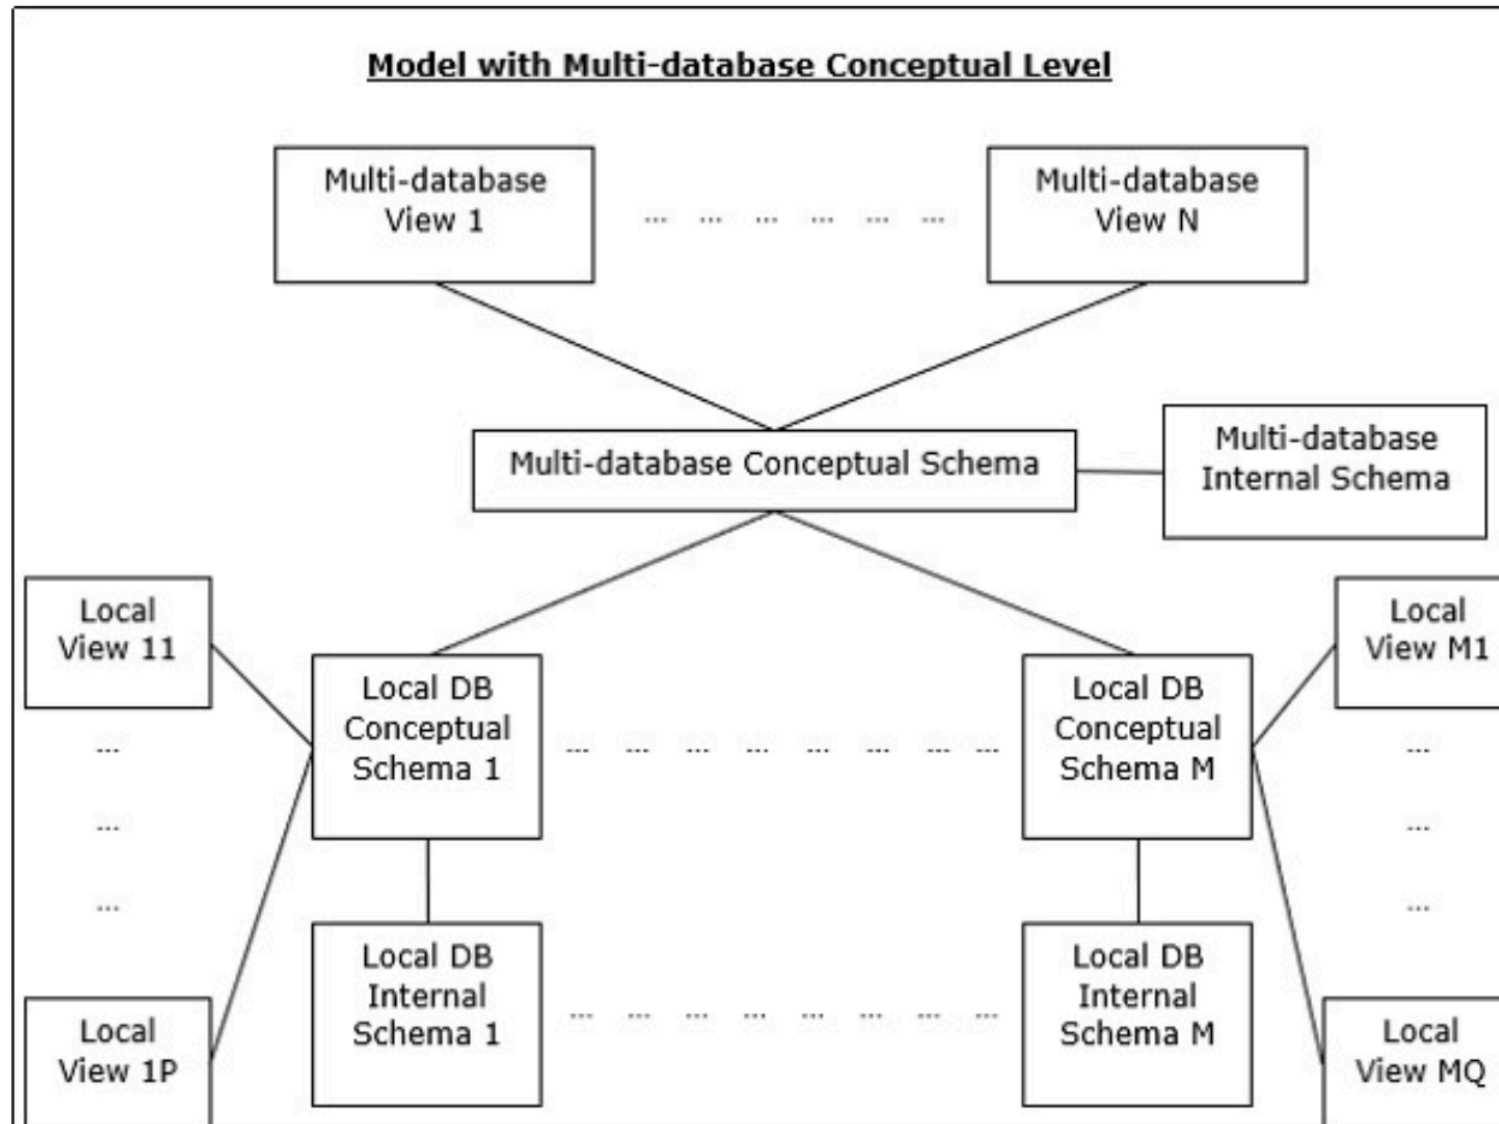 Model with Multi-database Conceptual Level
Multi-database
View 1
... ... ... ... ... ...
Multi-database
View N
Multi-database Conceptual Schema
Multi-database
Internal Schema
Local
View 11
Local DB
Conceptual
Schema 1
... ... ... ... ... ... ... ...
Local DB
Conceptual
Schema M
Local
View M1
...
...
...
...
...
...
Local
View 1P
Local DB
Internal
Schema 1
... ... ... ... ... ... ... ...
Local DB
Internal
Schema M
Local
View MQ